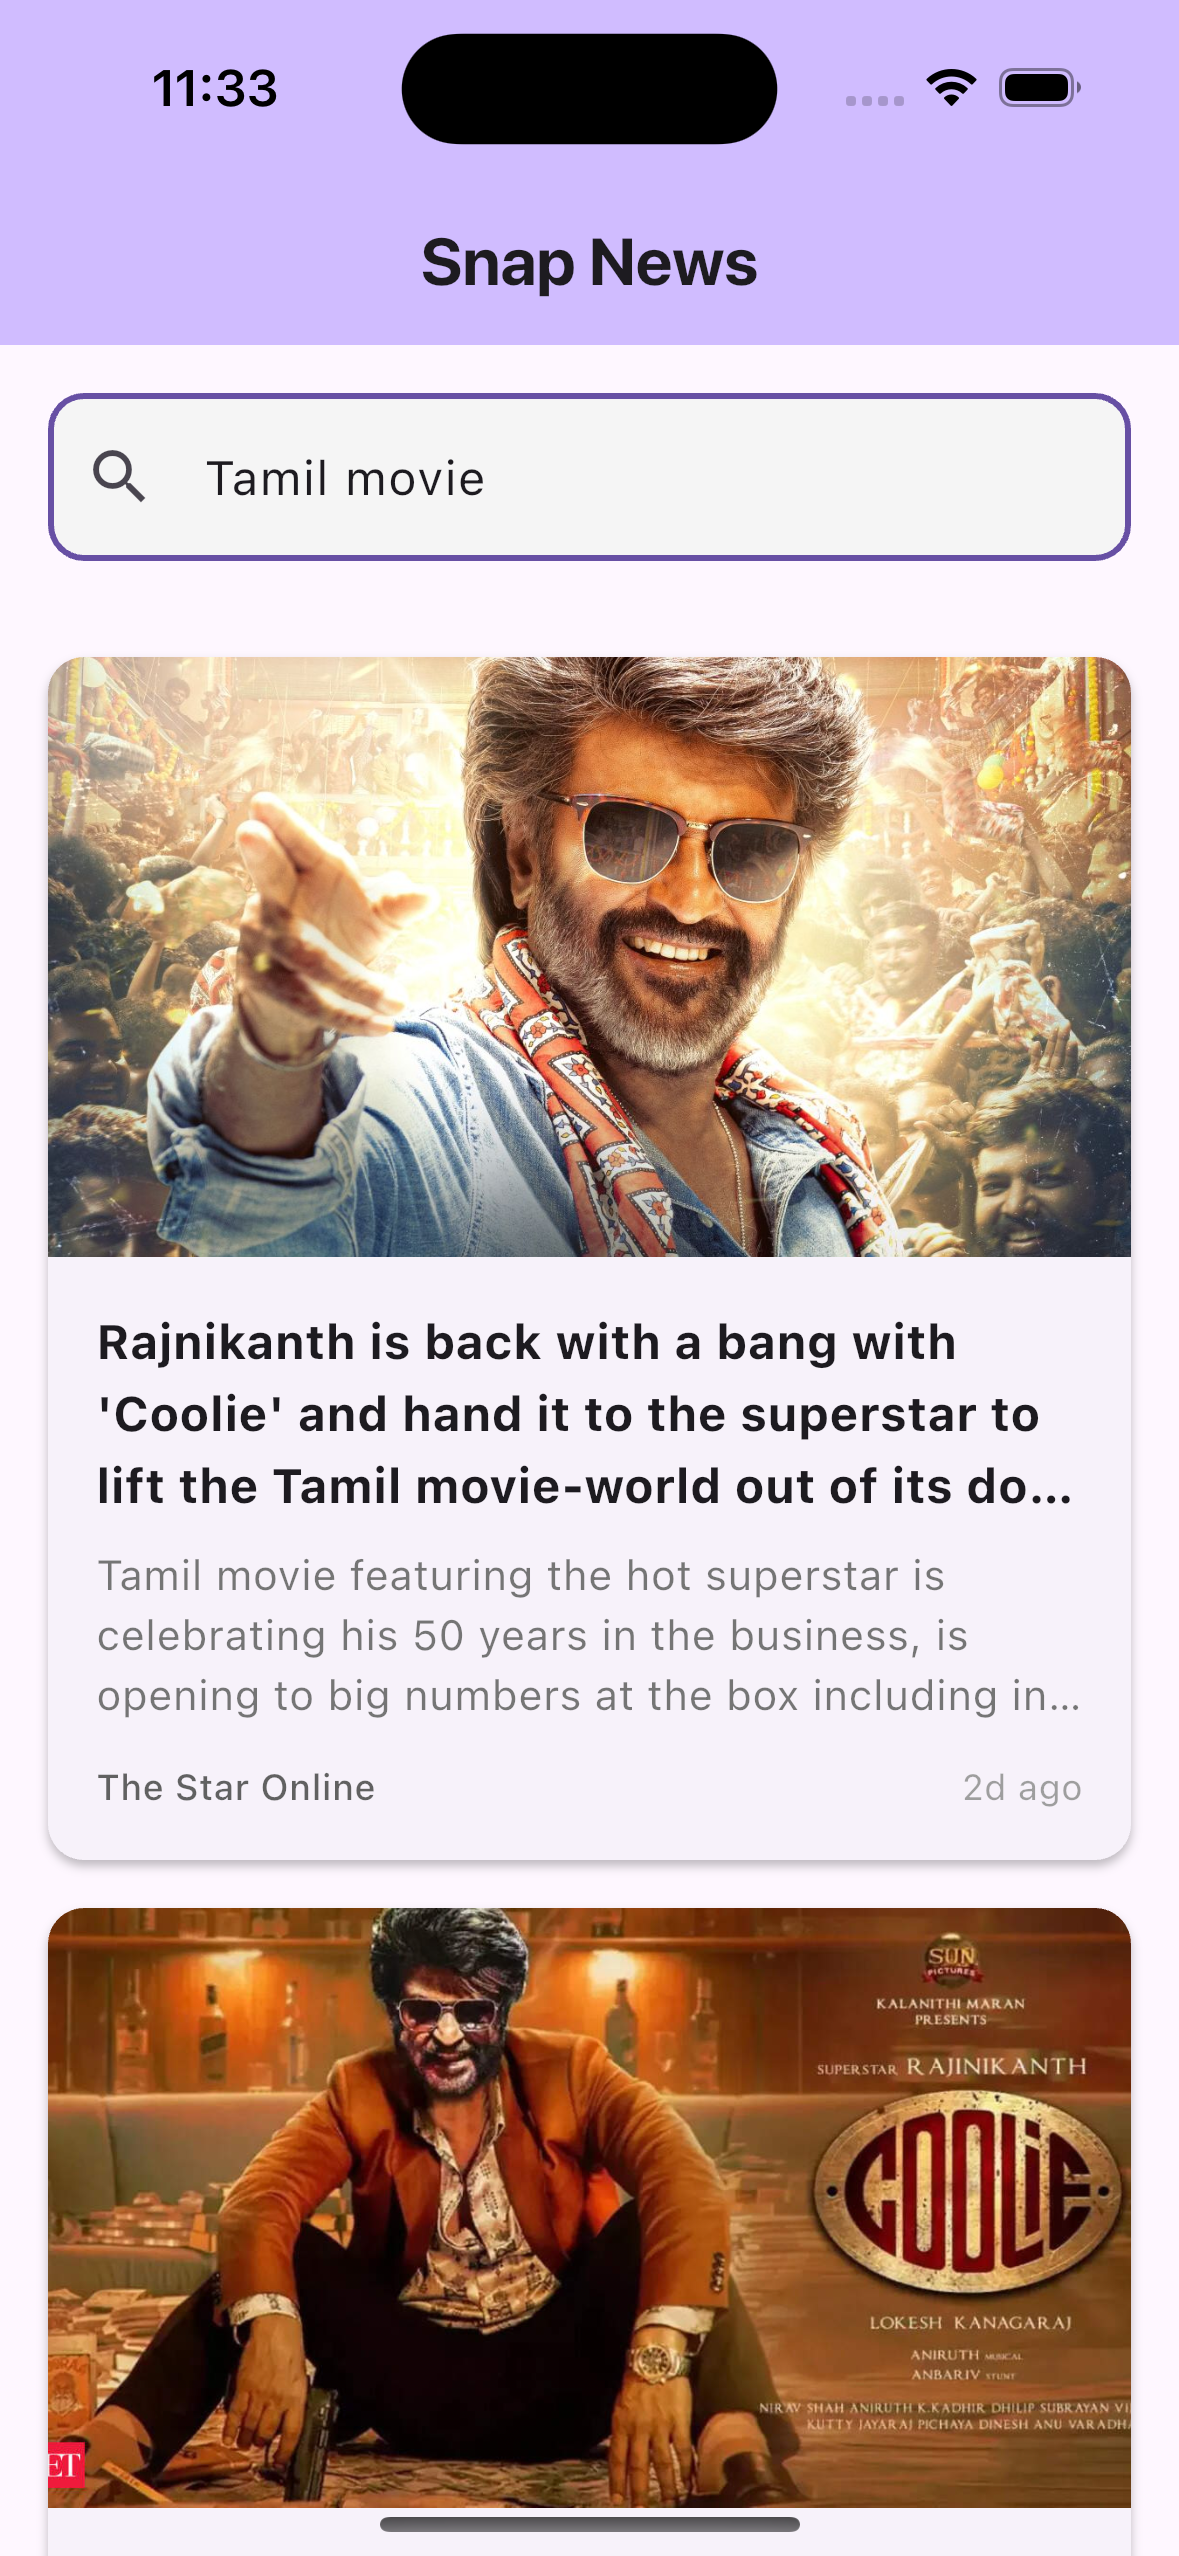 11:33
Snap News
Tamil movie
Rajnikanth is back with a bang with
'Coolie' and hand it to the superstar to
lift the Tamil movie-world out of its do...
Tamil movie featuring the hot superstar is
celebrating his 50 years in the business, is
opening to big numbers at the box including in...
The Star Online
2d ago
SUN
PICTURES
KALANITHI MARAN
PRESENTS
SUPERSTAR RAJINIKANTH
COOLiE
LOKESH KANAGARAJ
ANIRUTH MUSICAL
ANBARIV STUNT
NIRAV SHAH ANIRUTH K.KADHIR DHILIP SUBRAYAN VI
KUTTY JAYARAJ PICHAYA DINESH ANU VARADHA
ET